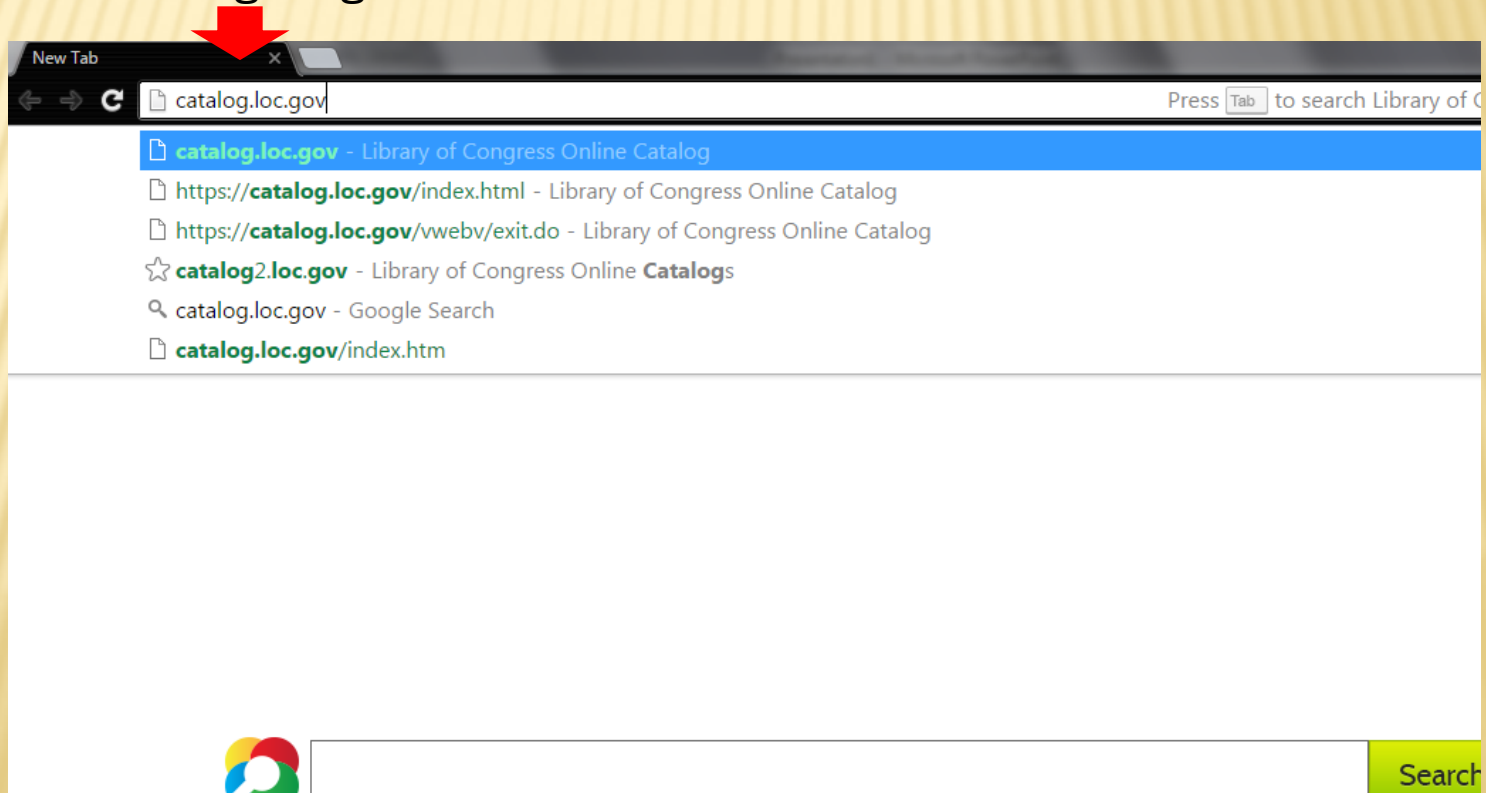 New Tab
catalog.loc.gov Press Tab to search Library of
catalog.loc.gov - Library of Congress Online Catalog
https://catalog.loc.gov/index.html - Library of Congress Online Catalog
https://catalog.loc.gov/vwebv/exit.do - Library of Congress Online Catalog
catalog2.loc.gov - Library of Congress Online Catalogs
catalog.loc.gov - Google Search
catalog.loc.gov/index.htm
Search